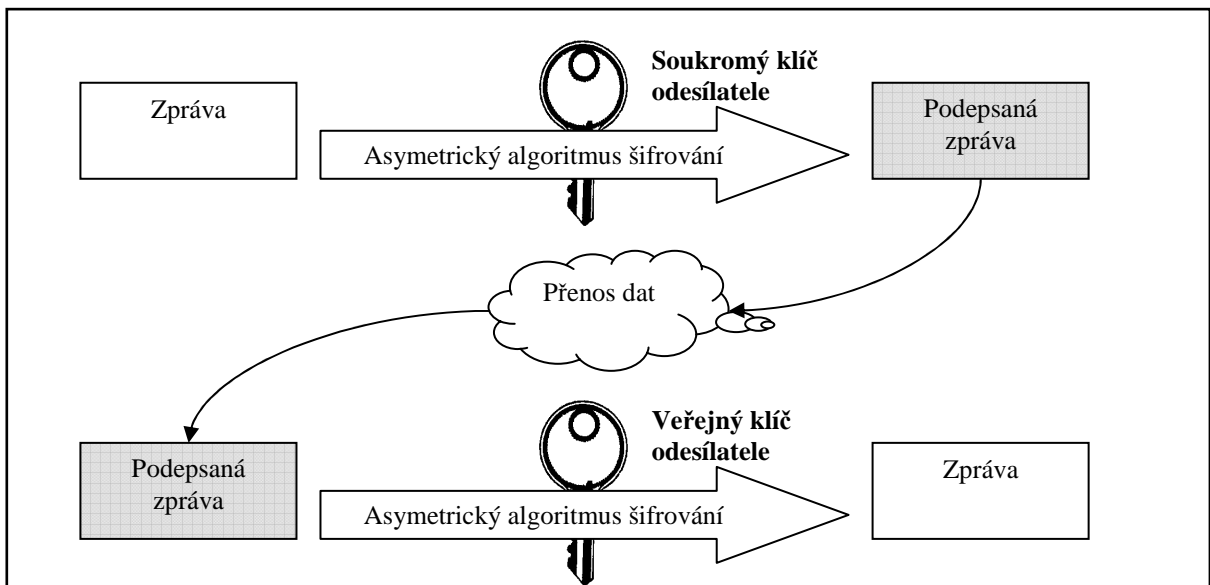 Soukromý klíč
odesílatele
Zpráva
Podepsaná
zpráva
Asymetrický algoritmus šifrování
Přenos dat
Veřejný klíč
odesílatele
Podepsaná
zpráva
Zpráva
Asymetrický algoritmus šifrování